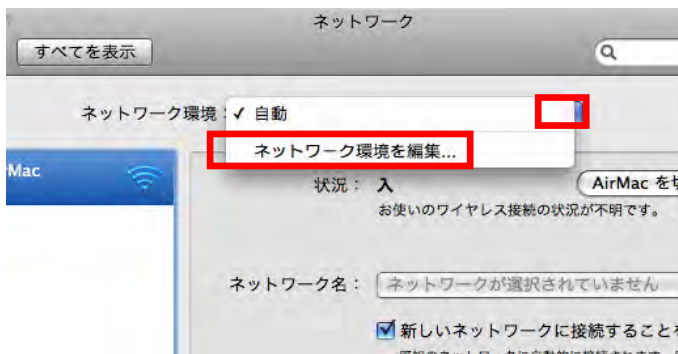 ネットワーク
すべてを表示
ネットワーク環境: ✓ 自動
ネットワーク環境を編集...
Mac
状況: 入
AirMac を
お使いのワイヤレス接続の状況が不明です。
ネットワーク名: ネットワークが選択されていません
新しいネットワークに接続すること